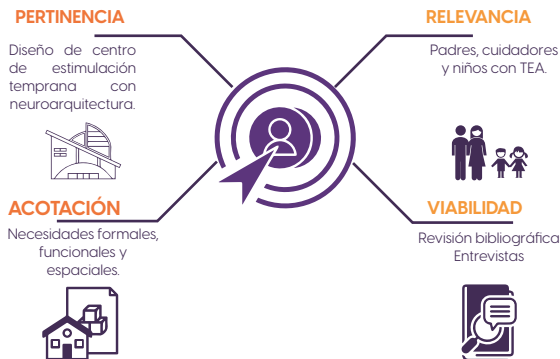 PERTINENCIA
Diseño de centro
de estimulación
temprana con
neuroarquitectura.
RELEVANCIA
Padres, cuidadores
y niños con TEA.
ACOTACIÓN
Necesidades formales,
funcionales y
espaciales.
VIABILIDAD
Revisión bibliográfica
Entrevistas